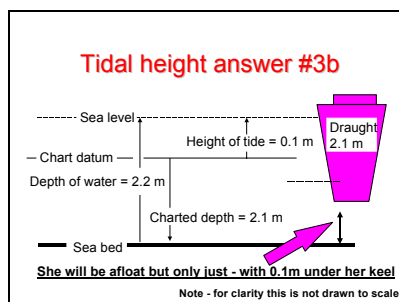 Tidal height answer #3b
Sea level
Draught
2.1 m
Height of tide = 0.1 m
Chart datum
Depth of water = 2.2 m
Charted depth = 2.1 m
Sea bed
She will be afloat but only just - with 0.1m under her keel
Note - for clarity this is not drawn to scale